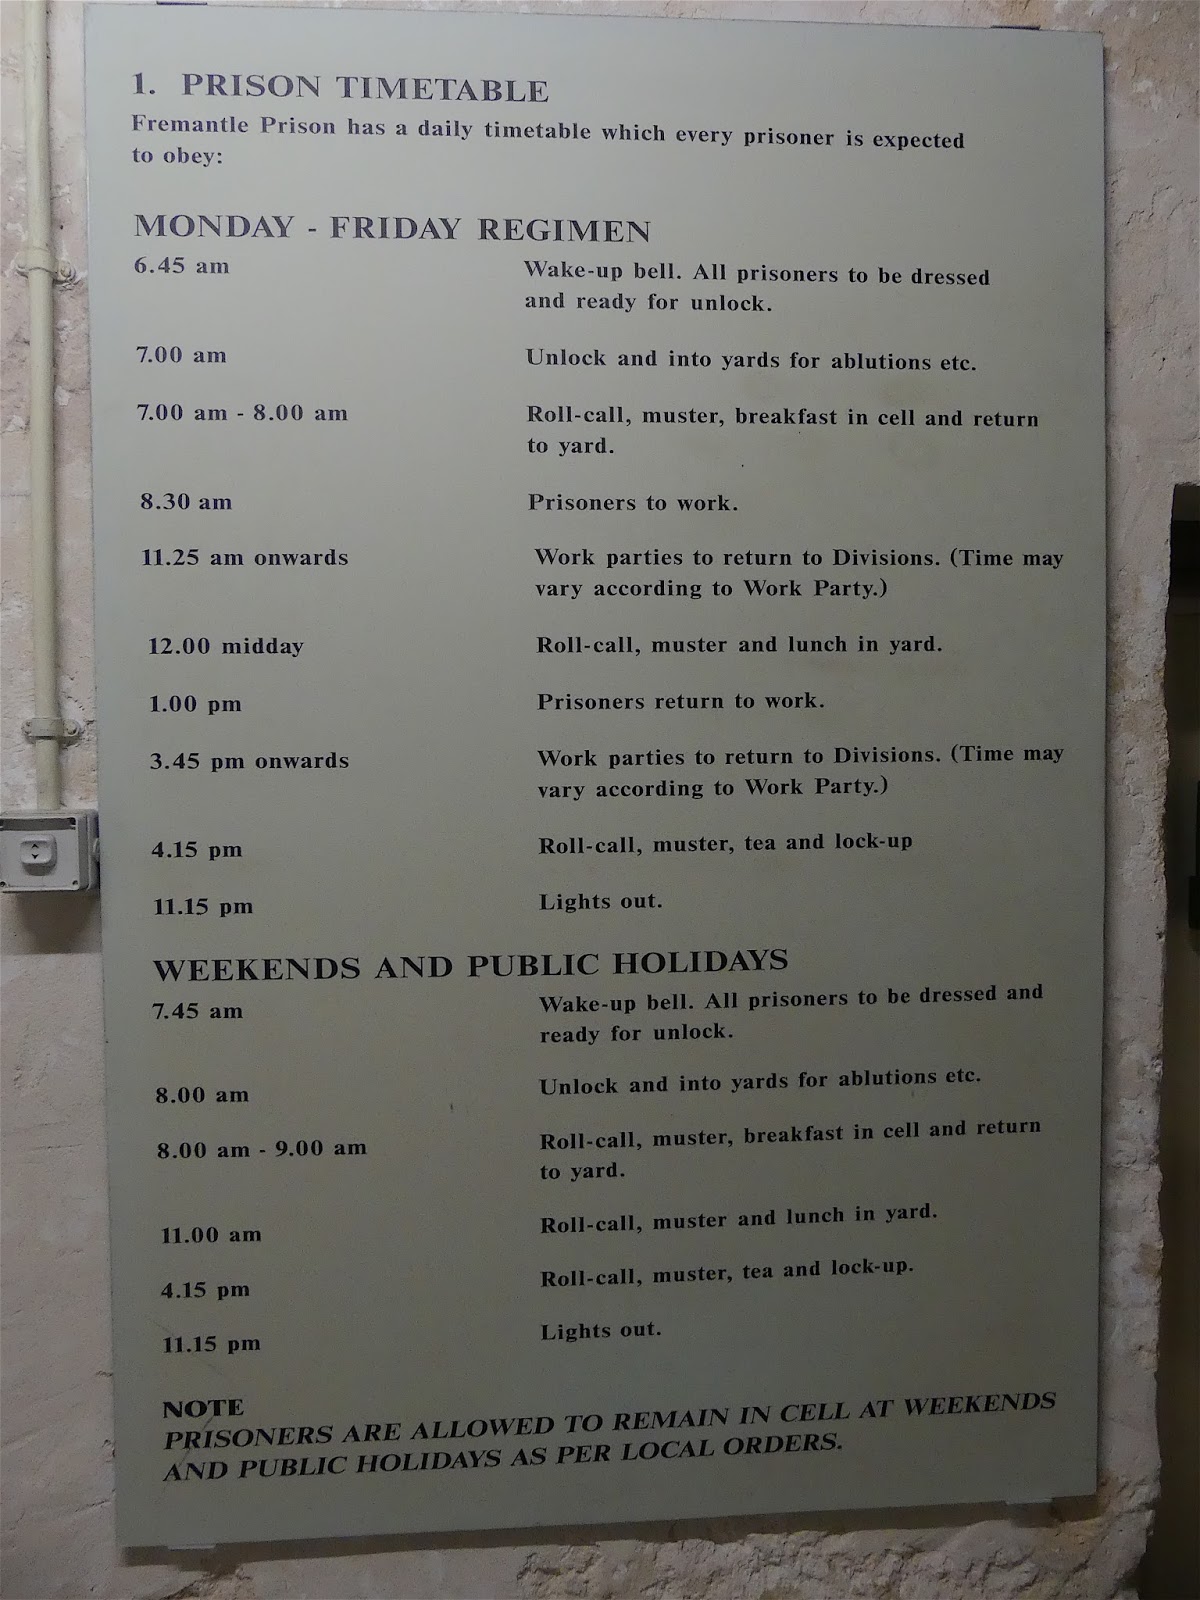 1. PRISON TIMETABLE
Fremantle Prison has a daily timetable which every prisoner is expected
to obey:
MONDAY - FRIDAY REGIMEN
6.45 am Wake-up bell. All prisoners to be dressed
and ready for unlock.
7.00 am Unlock and into yards for ablutions etc.
7.00 am - 8.00 am Roll-call, muster, breakfast in cell and return
to yard.
8.30 am Prisoners to work.
11.25 am onwards Work parties to return to Divisions. (Time may
vary according to Work Party.)
12.00 midday Roll-call, muster and lunch in yard.
1.00 pm Prisoners return to work.
3.45 pm onwards Work parties to return to Divisions. (Time may
vary according to Work Party.)
4.15 pm Roll-call, muster, tea and lock-up
11.15 pm Lights out.
WEEKENDS AND PUBLIC HOLIDAYS
7.45 am Wake-up bell. All prisoners to be dressed and
ready for unlock.
8.00 am Unlock and into yards for ablutions etc.
8.00 am - 9.00 am Roll-call, muster, breakfast in cell and return
to yard.
11.00 am Roll-call, muster and lunch in yard.
4.15 pm Roll-call, muster, tea and lock-up.
11.15 pm Lights out.
NOTE
PRISONERS ARE ALLOWED TO REMAIN IN CELL AT WEEKENDS
AND PUBLIC HOLIDAYS AS PER LOCAL ORDERS.